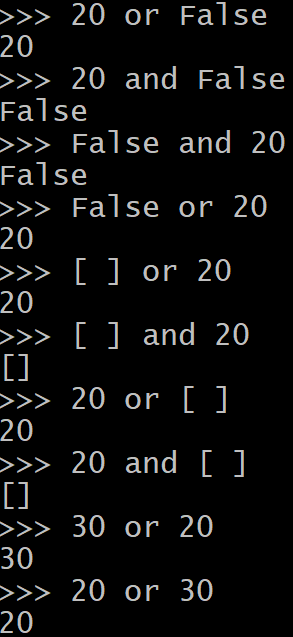 >>> 20 or False
20
>>> 20 and False
False
>>> False and 20
False
>>> False or 20
20
>>> [ ] or 20
20
>>> [ ] and 20
[]
>>> 20 or [ ]
20
>>> 20 and [ ]
[]
>>> 30 or 20
30
>>> 20 or 30
20